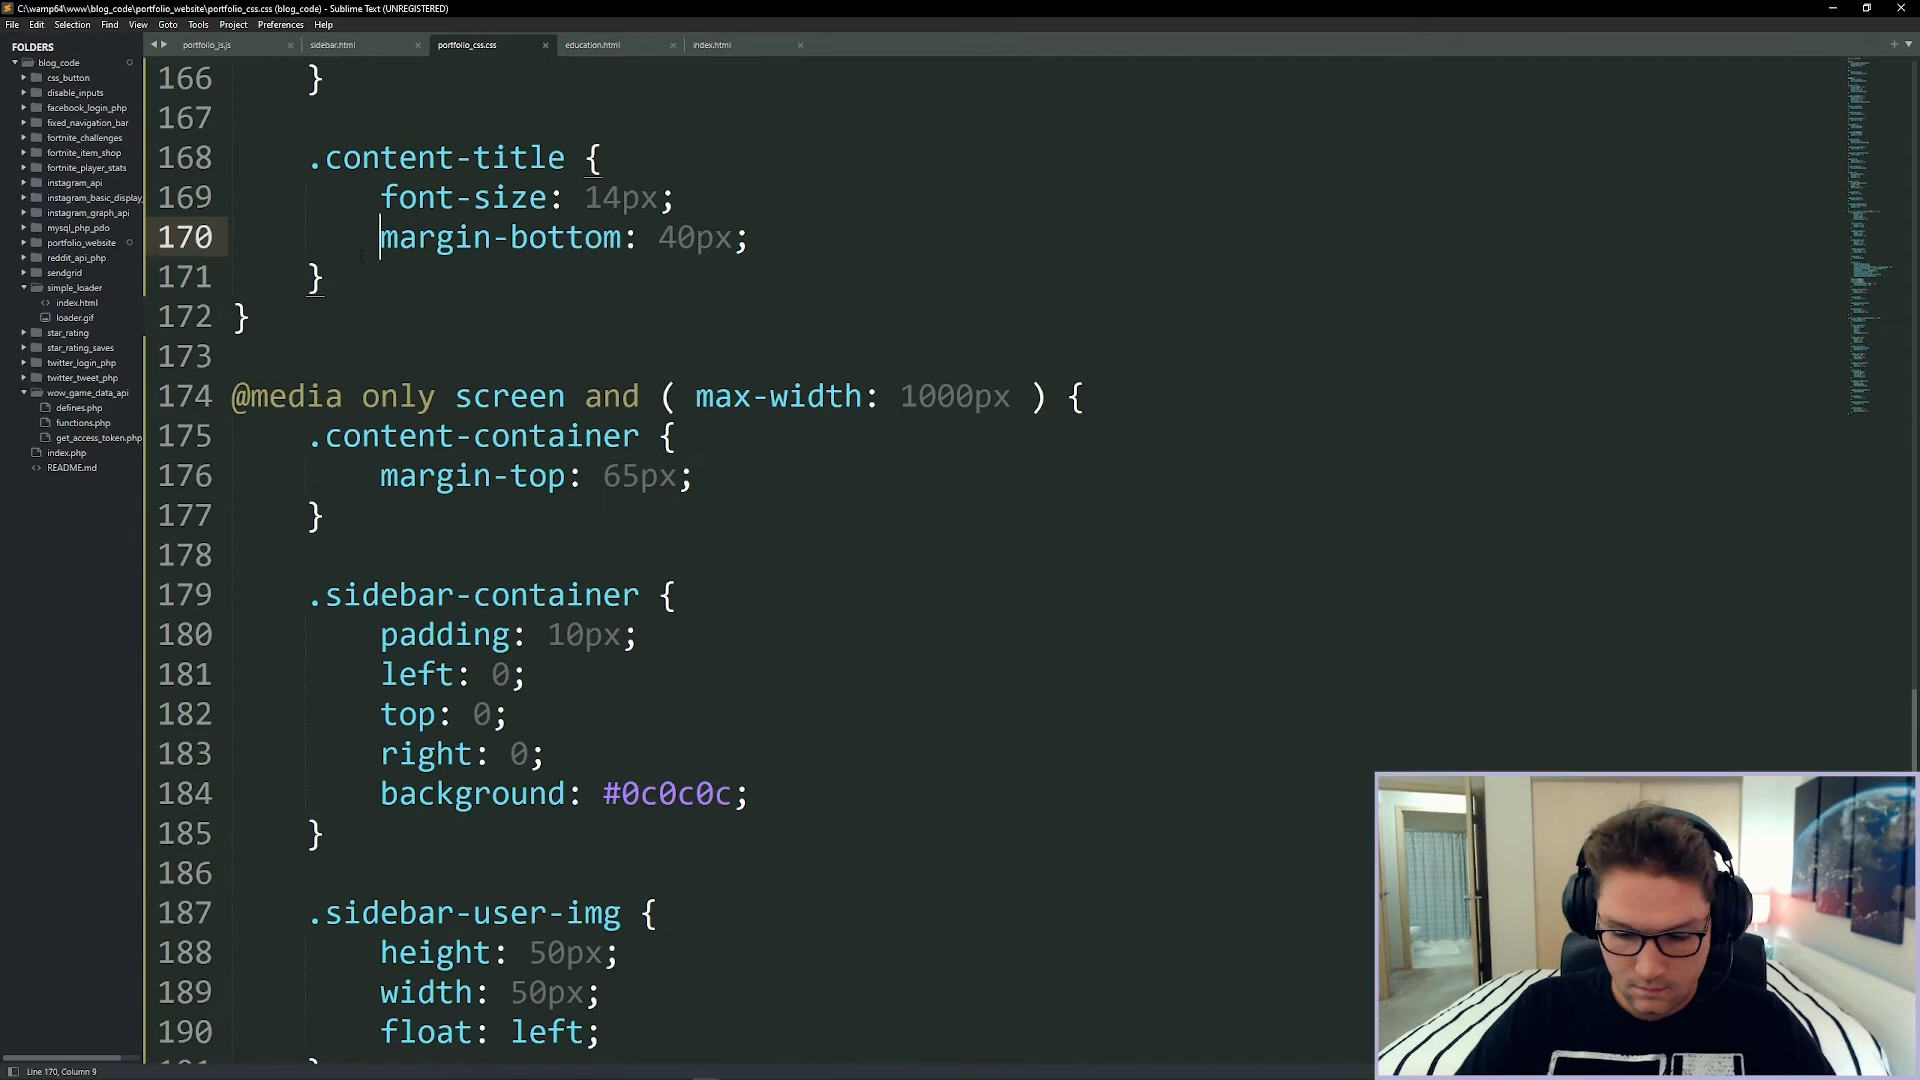 C:\wamp64\www\blog_code\portfolio_website\portfolio_css.css (blog_code) - Sublime Text (UNREGISTERED)
File Edit Selection Find View Goto Tools Project Preferences Help
FOLDERS
blog_code
css_button
disable_inputs
facebook_login_php
fixed_navigation_bar
fortnite_challenges
fortnite_item_shop
fortnite_player_stats
instagram_api
instagram_basic_display_
instagram_graph_api
mysql_php_pdo
portfolio_website
reddit_api_php
sendgrid
simple_loader
index.html
loader.gif
star_rating
star_rating_saves
twitter_login_php
twitter_tweet_php
wow_game_data_api
defines.php
functions.php
get_access_token.php
index.php
README.md
portfolio_js.js sidebar.html portfolio_css.css education.html index.html
166 }
167
168 .content-title {
169 font-size: 14px;
170 margin-bottom: 40px;
171 }
172 }
173
174 @media only screen and ( max-width: 1000px ) {
175 .content-container {
176 margin-top: 65px;
177 }
178
179 .sidebar-container {
180 padding: 10px;
181 left: 0;
182 top: 0;
183 right: 0;
184 background: #0c0c0c;
185 }
186
187 .sidebar-user-img {
188 height: 50px;
189 width: 50px;
190 float: left;
Line 170, Column 9